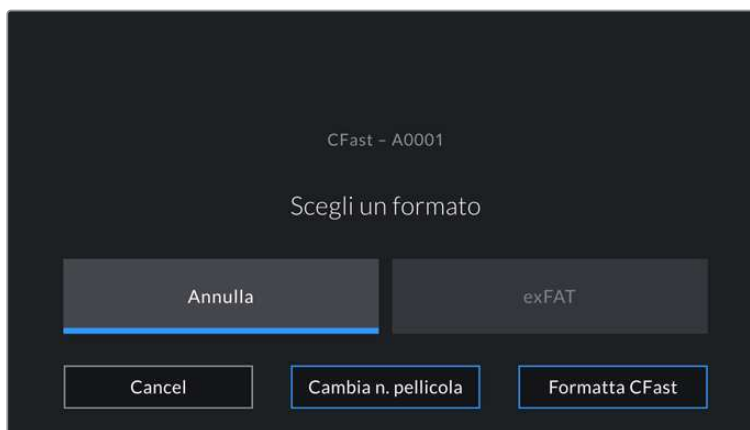 CFast – A0001
Scegli un formato
Annulla
exFAT
Cancel
Cambia n. pellicola
Formatta CFast